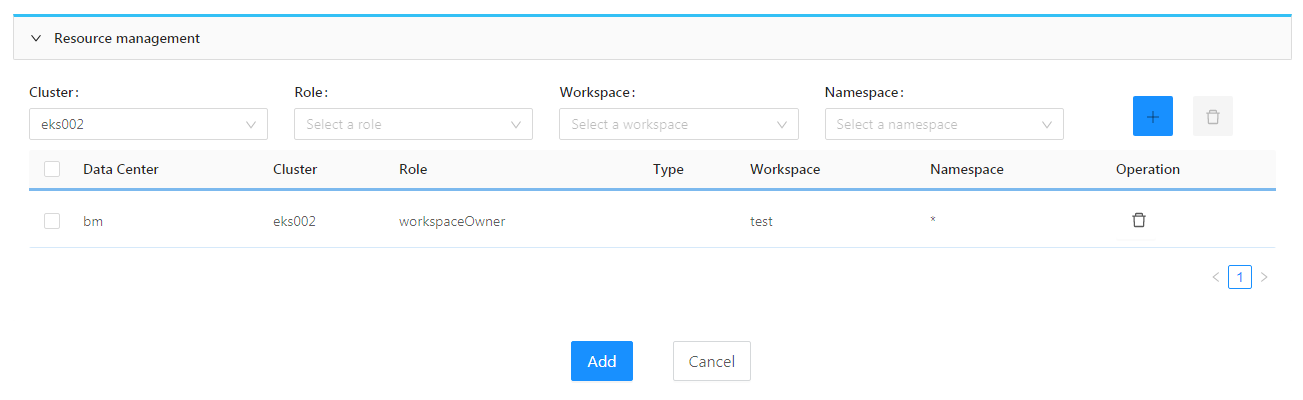 Resource management
Cluster: Role: Workspace: Namespace:
eks002 Select a role Select a workspace Select a namespace
Data Center Cluster Role Type Workspace Namespace Operation
bm eks002 workspaceOwner test *
1
Add Cancel